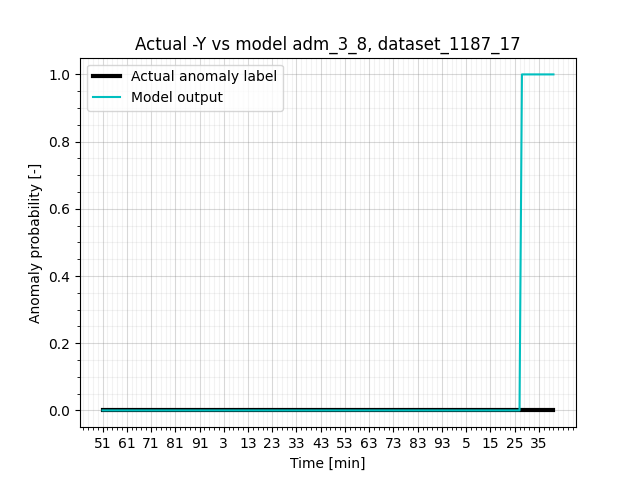 Actual -Y vs model adm_3_8, dataset_1187_17
Actual anomaly label
Model output
Anomaly probability [-]
1.0
0.8
0.6
0.4
0.2
0.0
51 61 71 81 91 3 13 23 33 43 53 63 73 83 93 5 15 25 35
Time [min]